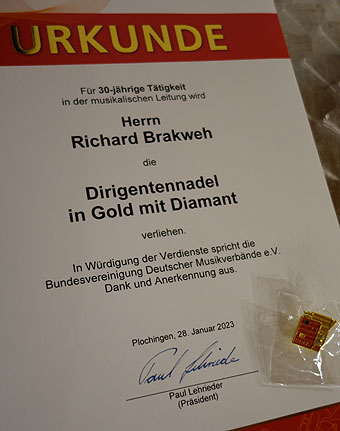 URKUNDE
Für 30-jährige Tätigkeit
in der musikalischen Leitung wird
Herrn
Richard Brakweh
die
Dirigentennadel
in Gold mit Diamant
verliehen.
In Würdigung der Verdienste spricht die
Bundesvereinigung Deutscher Musikverbände e.V.
Dank und Anerkennung aus.
Plochingen, 28. Januar 2023
Paul Lehrieder
Paul Lehrieder
(Präsident)